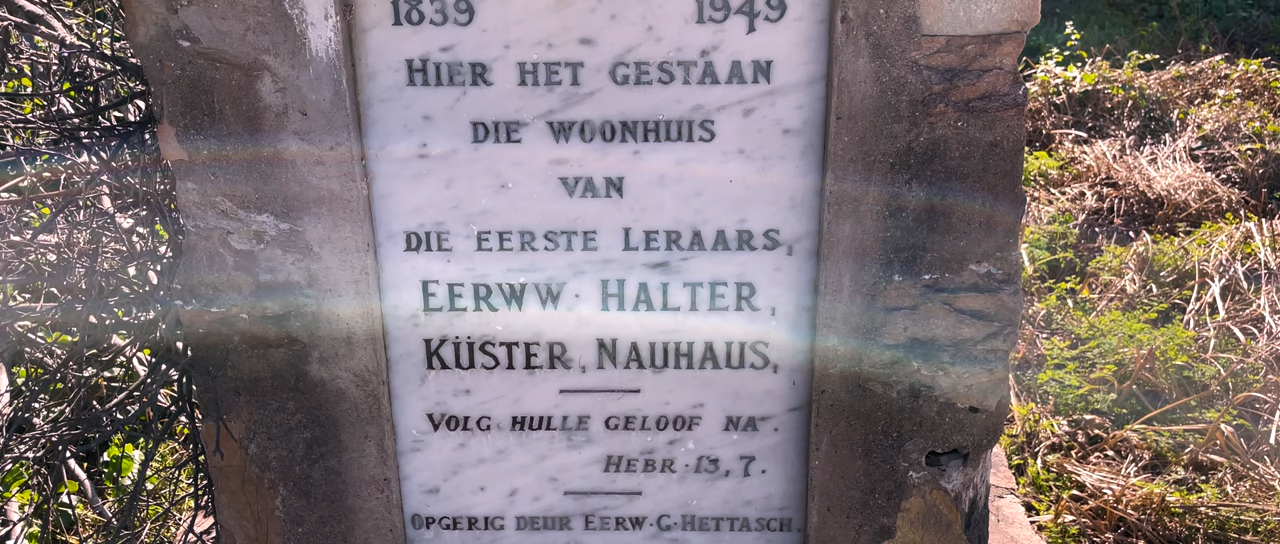 1839 1949
HIER HET GESTAAN
DIE WOONHUIS
VAN
DIE EERSTE LERAARS,
EERWW· HALTER,
KÜSTER, NAUHAUS,
VOLG HULLE GELOOF NA.
HEBR·13,7.
OPGERIG DEUR EERW·G·HETTASCH.